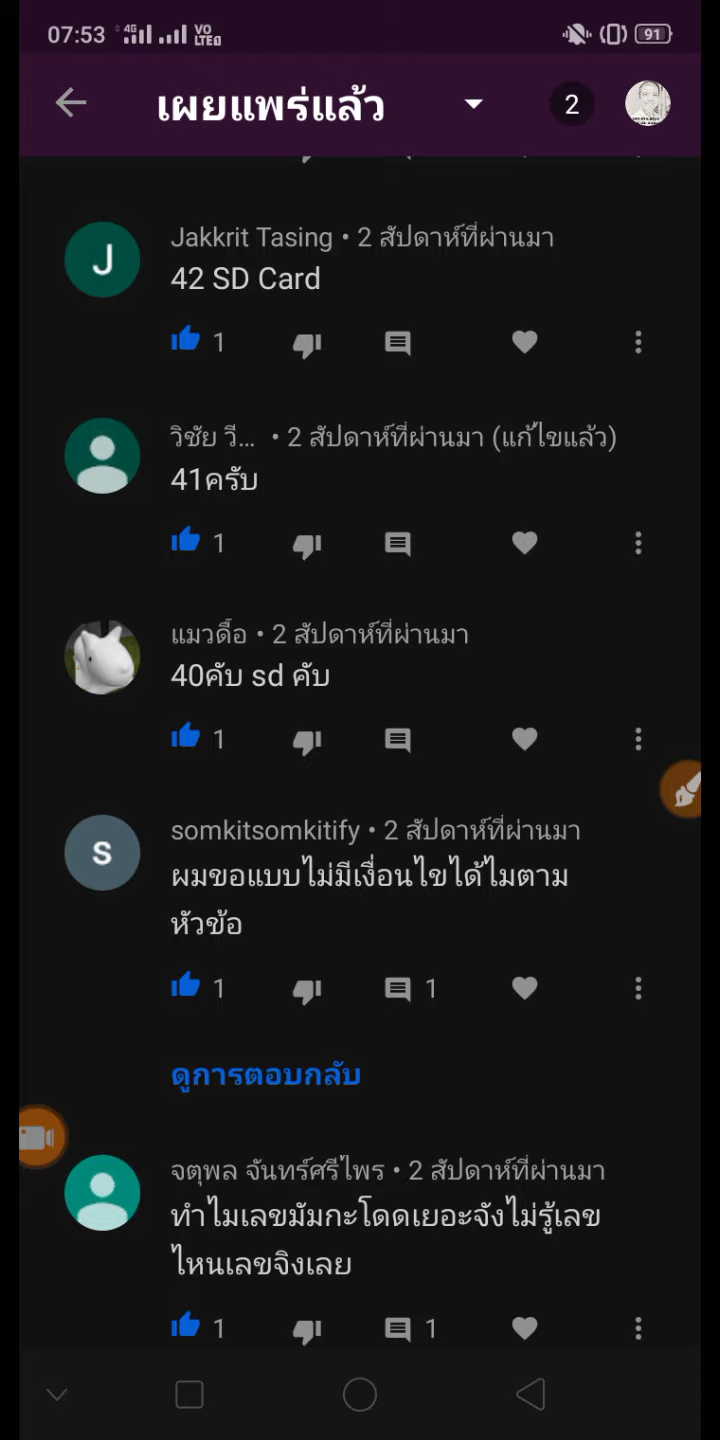 07:53 4G VO LTE 91
เผยแพร่แล้ว 2
Jakkrit Tasing • 2 สัปดาห์ที่ผ่านมา
42 SD Card
1
วิชัย วี... • 2 สัปดาห์ที่ผ่านมา (แก้ไขแล้ว)
41ครับ
1
แมวดื้อ • 2 สัปดาห์ที่ผ่านมา
40คับ sd คับ
1
somkitsomkitify • 2 สัปดาห์ที่ผ่านมา
ผมขอแบบไม่มีเงื่อนไขได้ไมตาม
หัวข้อ
1 1
ดูการตอบกลับ
จตุพล จันทร์ศรีไพร • 2 สัปดาห์ที่ผ่านมา
ทำไมเลขมัมกะโดดเยอะจังไม่รู้เลข
ไหนเลขจิงเลย
1 1